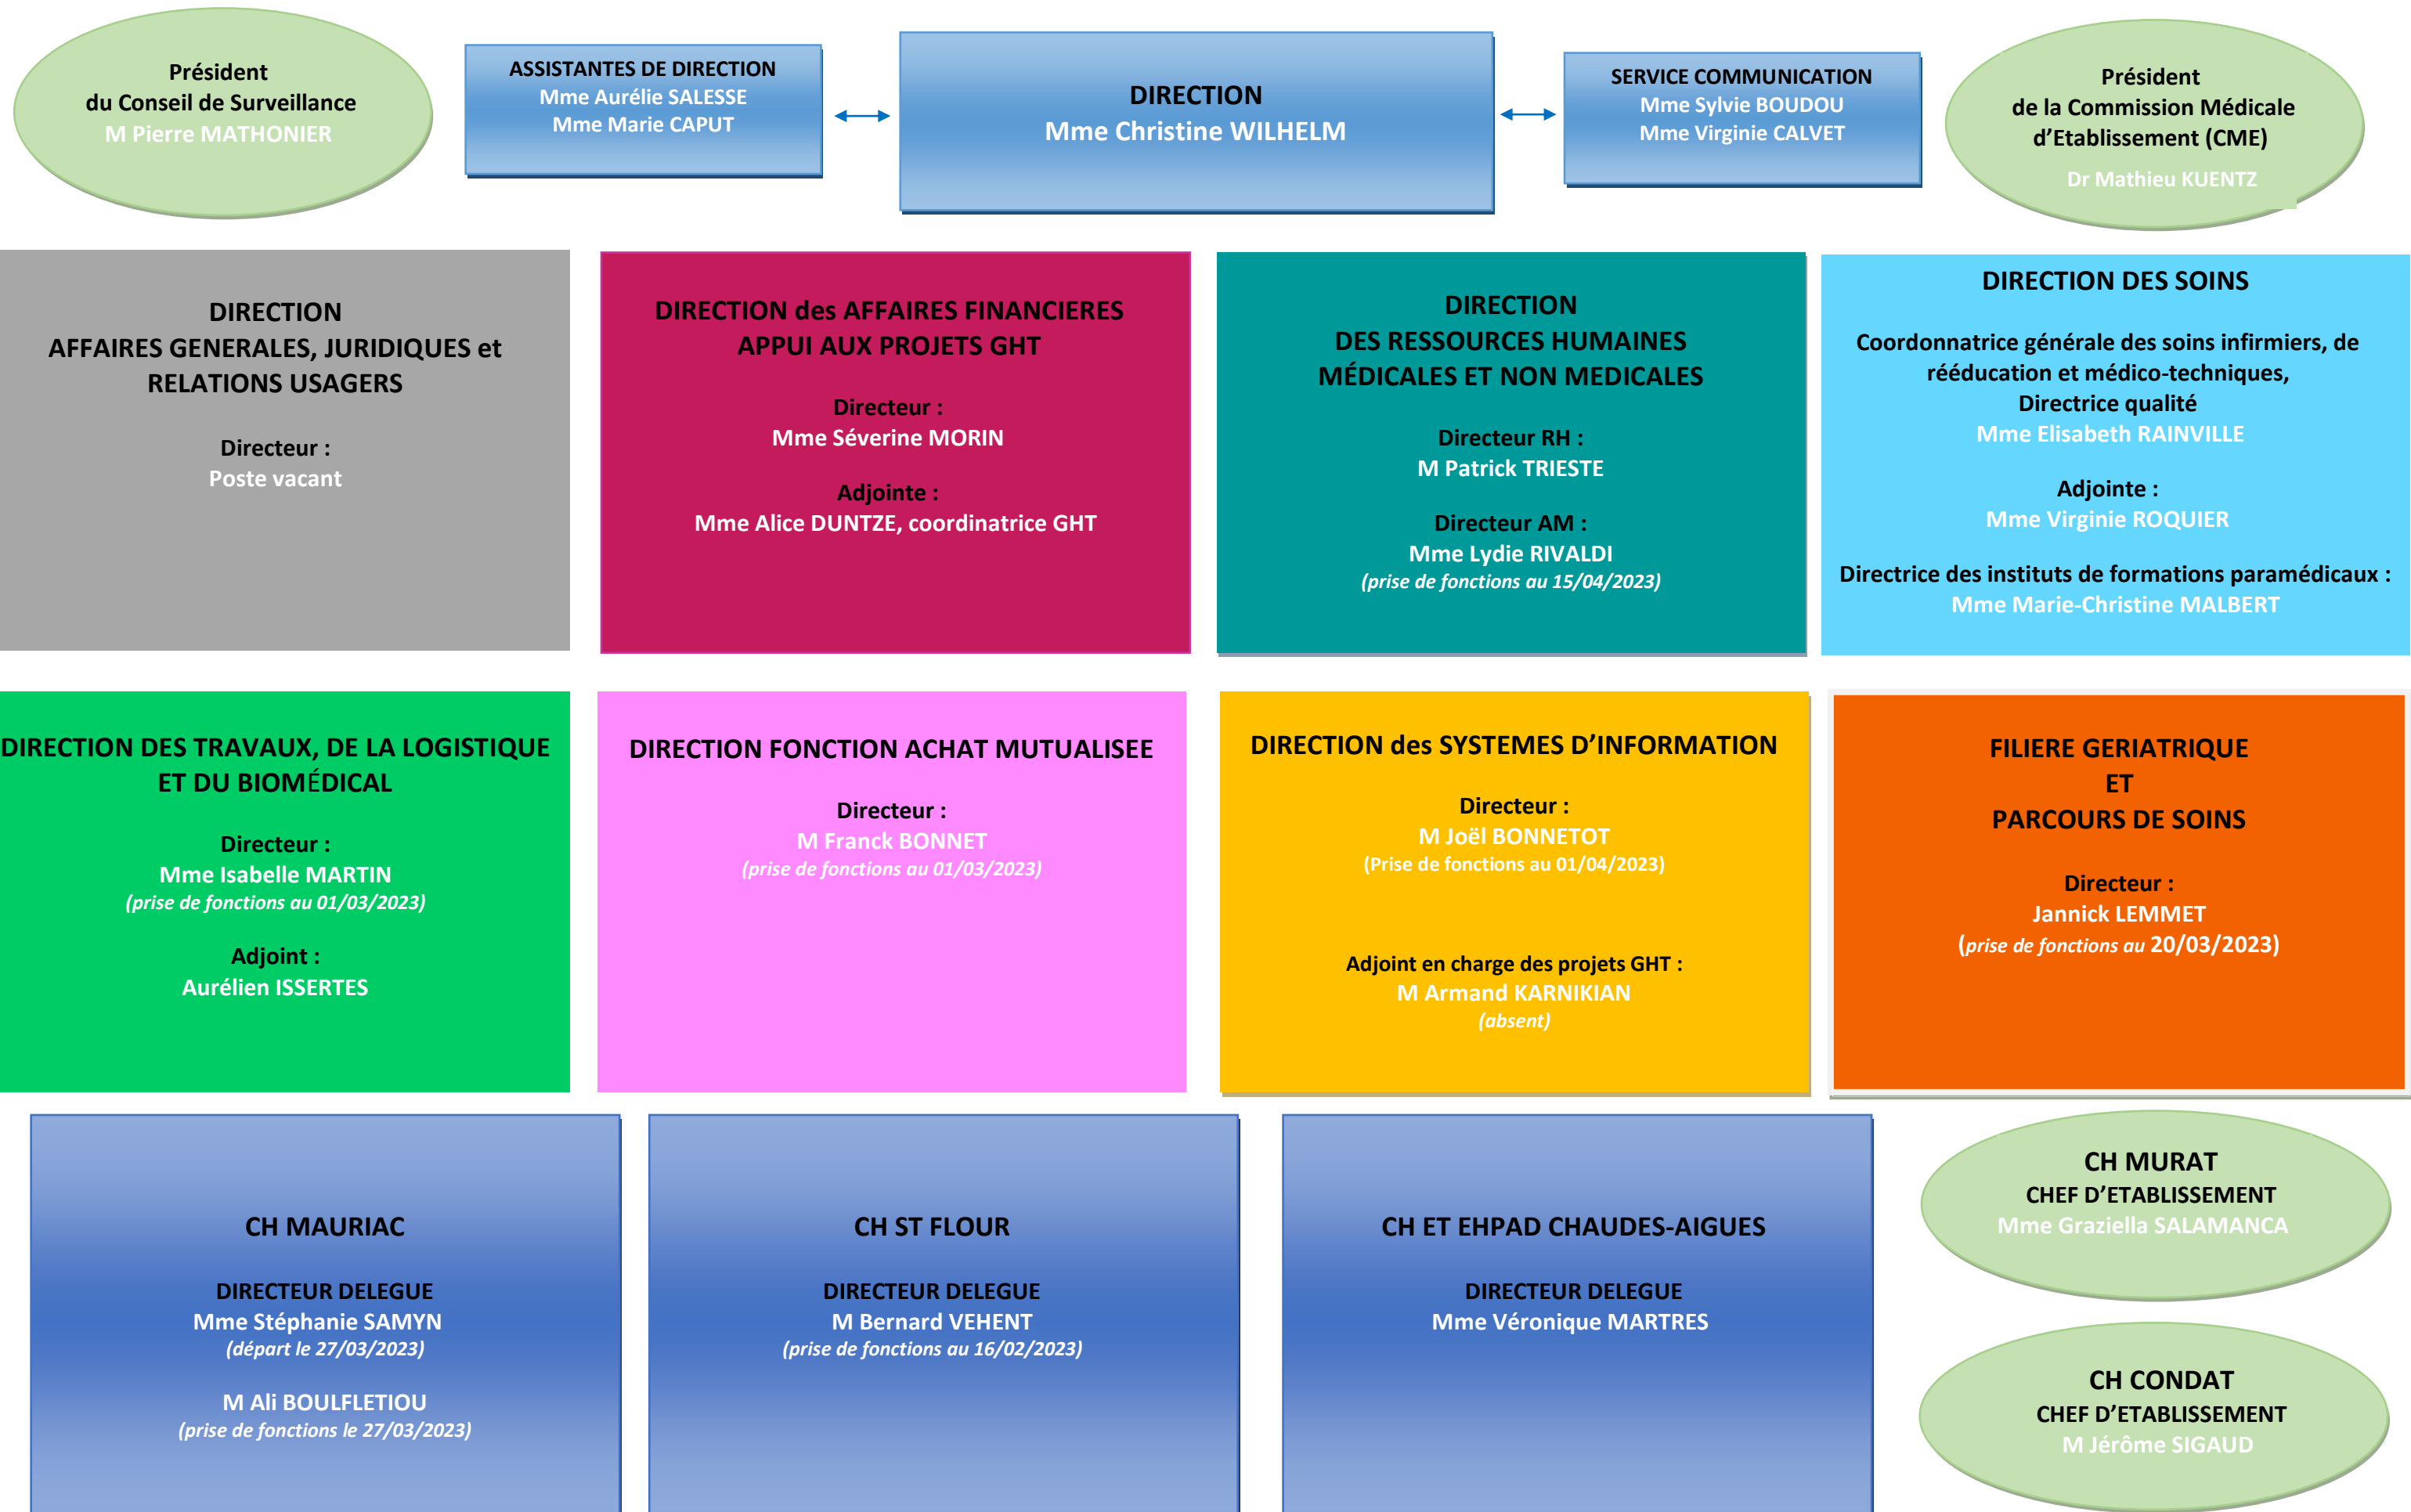 Président
du Conseil de Surveillance
M Pierre MATHONIER
ASSISTANTES DE DIRECTION
Mme Aurélie SALESSE
Mme Marie CAPUT
DIRECTION
Mme Christine WILHELM
SERVICE COMMUNICATION
Mme Sylvie BOUDOU
Mme Virginie CALVET
Président
de la Commission Médicale
d’Etablissement (CME)
Dr Mathieu KUENTZ
DIRECTION
AFFAIRES GENERALES, JURIDIQUES et
RELATIONS USAGERS
Directeur :
Poste vacant
DIRECTION des AFFAIRES FINANCIERES
APPUI AUX PROJETS GHT
Directeur :
Mme Séverine MORIN
Adjointe :
Mme Alice DUNTZE, coordinatrice GHT
DIRECTION
DES RESSOURCES HUMAINES
MÉDICALES ET NON MEDICALES
Directeur RH :
M Patrick TRIESTE
Directeur AM :
Mme Lydie RIVALDI
(prise de fonctions au 15/04/2023)
DIRECTION DES SOINS
Coordonnatrice générale des soins infirmiers, de
rééducation et médico-techniques,
Directrice qualité
Mme Elisabeth RAINVILLE
Adjointe :
Mme Virginie ROQUIER
Directrice des instituts de formations paramédicaux :
Mme Marie-Christine MALBERT
DIRECTION DES TRAVAUX, DE LA LOGISTIQUE
ET DU BIOMÉDICAL
Directeur :
Mme Isabelle MARTIN
(prise de fonctions au 01/03/2023)
Adjoint :
Aurélien ISSERTES
DIRECTION FONCTION ACHAT MUTUALISEE
Directeur :
M Franck BONNET
(prise de fonctions au 01/03/2023)
DIRECTION des SYSTEMES D’INFORMATION
Directeur :
M Joël BONNETOT
(Prise de fonctions au 01/04/2023)
Adjoint en charge des projets GHT :
M Armand KARNIKIAN
(absent)
FILIERE GERIATRIQUE
ET
PARCOURS DE SOINS
Directeur :
Jannick LEMMET
(prise de fonctions au 20/03/2023)
CH MAURIAC
DIRECTEUR DELEGUE
Mme Stéphanie SAMYN
(départ le 27/03/2023)
M Ali BOULFLETIOU
(prise de fonctions le 27/03/2023)
CH ST FLOUR
DIRECTEUR DELEGUE
M Bernard VEHENT
(prise de fonctions au 16/02/2023)
CH ET EHPAD CHAUDES-AIGUES
DIRECTEUR DELEGUE
Mme Véronique MARTRES
CH MURAT
CHEF D’ETABLISSEMENT
Mme Graziella SALAMANCA
CH CONDAT
CHEF D’ETABLISSEMENT
M Jérôme SIGAUD